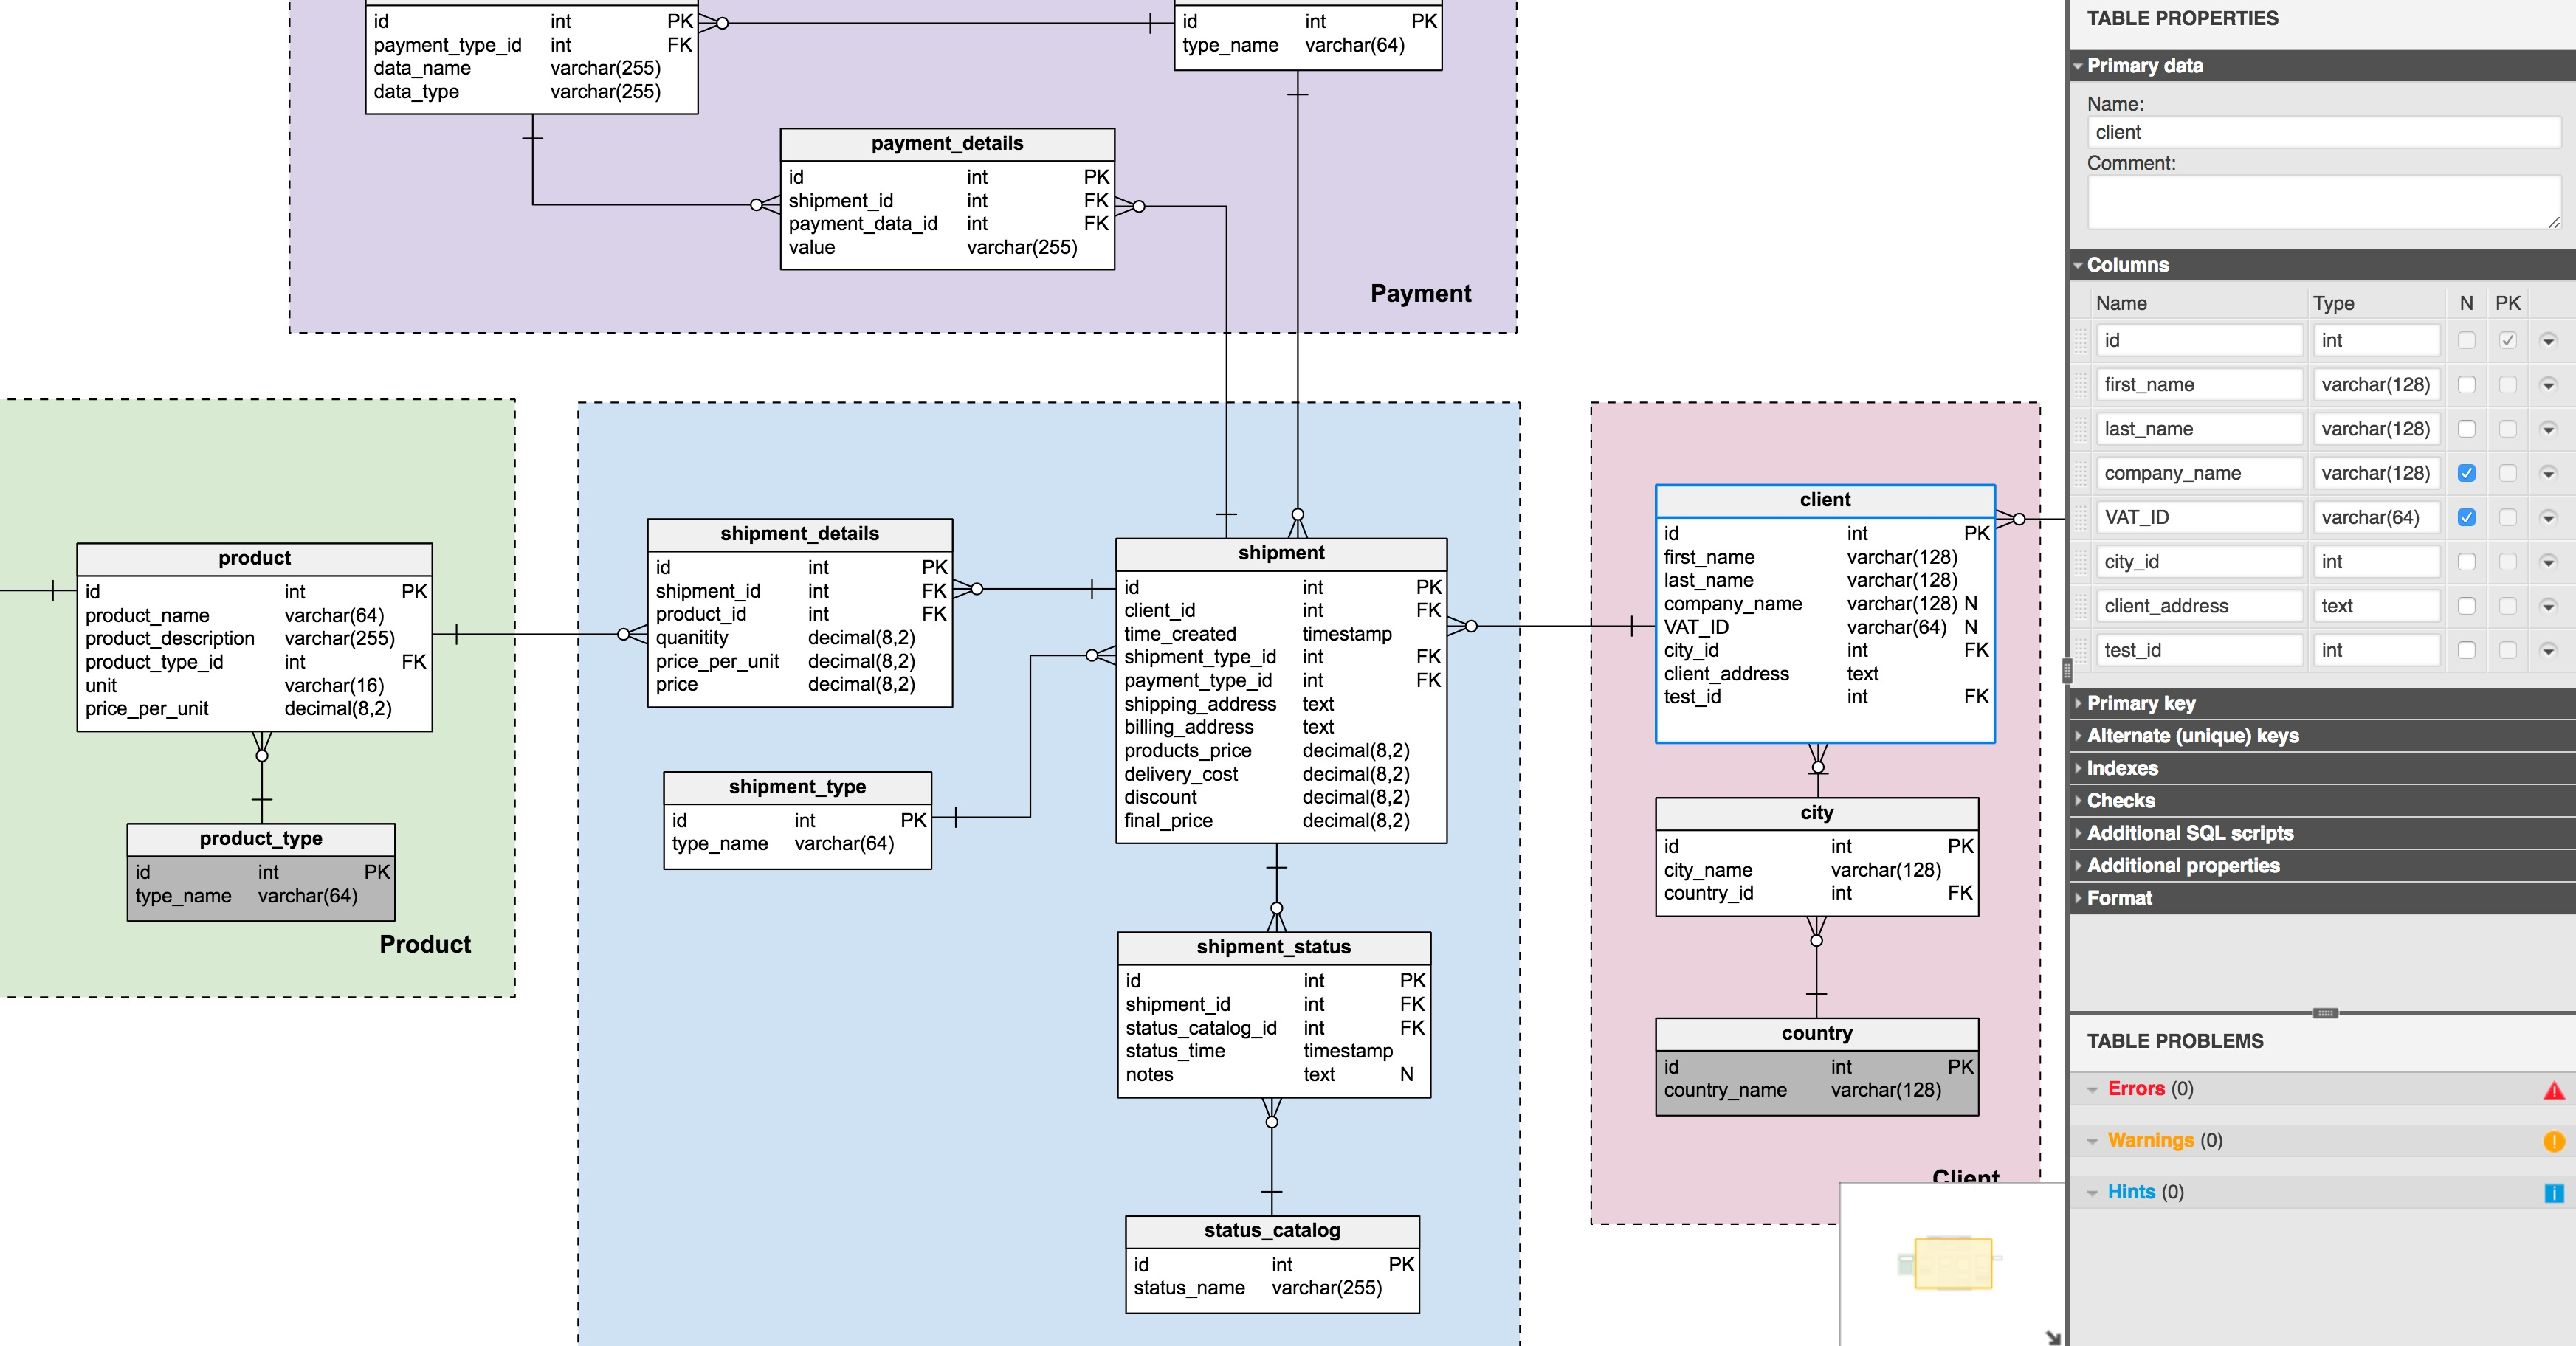 id int PK
payment_type_id int FK
data_name varchar(255)
data_type varchar(255)
id int PK
type_name varchar(64)
payment_details
id int PK
shipment_id int FK
payment_data_id int FK
value varchar(255)
Payment
product
id int PK
product_name varchar(64)
product_description varchar(255)
product_type_id int FK
unit varchar(16)
price_per_unit decimal(8,2)
product_type
id int PK
type_name varchar(64)
Product
shipment_details
id int PK
shipment_id int FK
product_id int FK
quanitity decimal(8,2)
price_per_unit decimal(8,2)
price decimal(8,2)
shipment_type
id int PK
type_name varchar(64)
shipment
id int PK
client_id int FK
time_created timestamp
shipment_type_id int FK
payment_type_id int FK
shipping_address text
billing_address text
products_price decimal(8,2)
delivery_cost decimal(8,2)
discount decimal(8,2)
final_price decimal(8,2)
shipment_status
id int PK
shipment_id int FK
status_catalog_id int FK
status_time timestamp
notes text N
status_catalog
id int PK
status_name varchar(255)
client
id int PK
first_name varchar(128)
last_name varchar(128)
company_name varchar(128) N
VAT_ID varchar(64) N
city_id int FK
client_address text
test_id int FK
city
id int PK
city_name varchar(128)
country_id int FK
country
id int PK
country_name varchar(128)
Client
TABLE PROPERTIES
Primary data
Name:
client
Comment:
Columns
Name Type N PK
id int
first_name varchar(128)
last_name varchar(128)
company_name varchar(128)
VAT_ID varchar(64)
city_id int
client_address text
test_id int
Primary key
Alternate (unique) keys
Indexes
Checks
Additional SQL scripts
Additional properties
Format
TABLE PROBLEMS
Errors (0)
Warnings (0)
Hints (0)